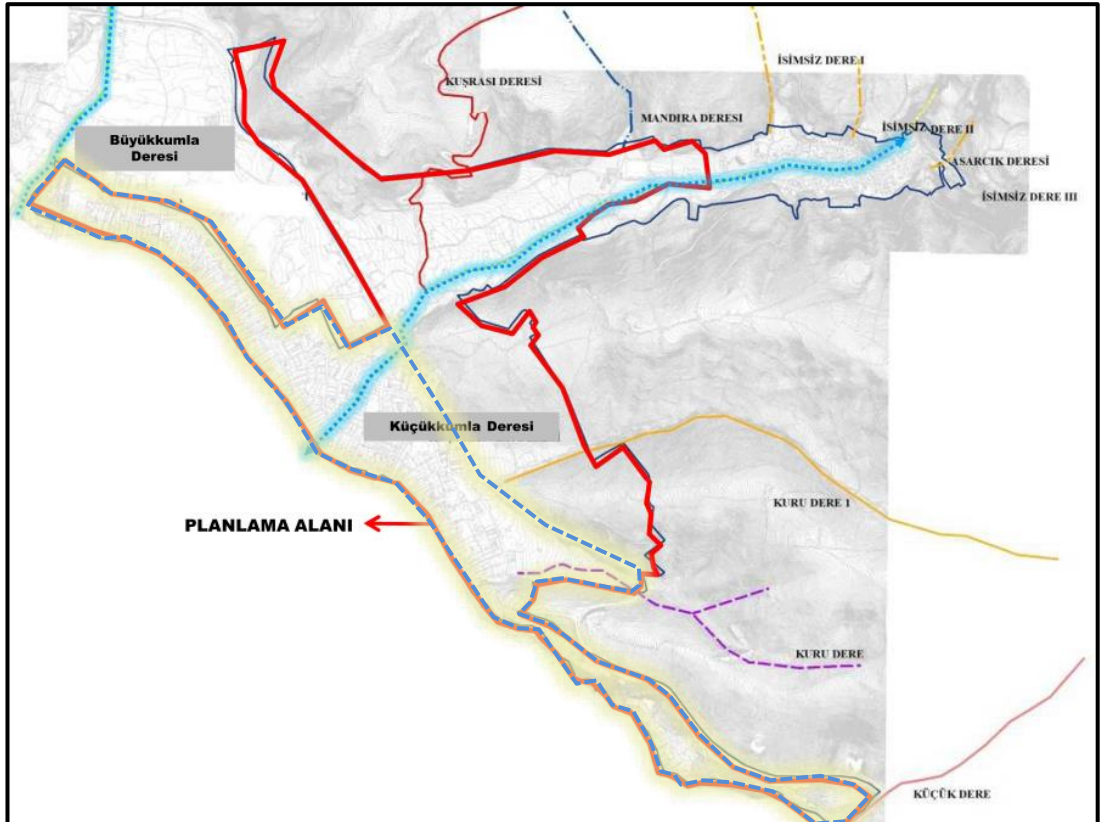 İSİMSİZ DERE I
KUŞRASI DERESİ
MANDIRA DERESİ
İSİMSİZ DERE II
Büyükkumla
Deresi
ASARCIK DERESİ
İSİMSİZ DERE III
Küçükkumla Deresi
KURU DERE 1
PLANLAMA ALANI
KURU DERE
KÜÇÜK DERE